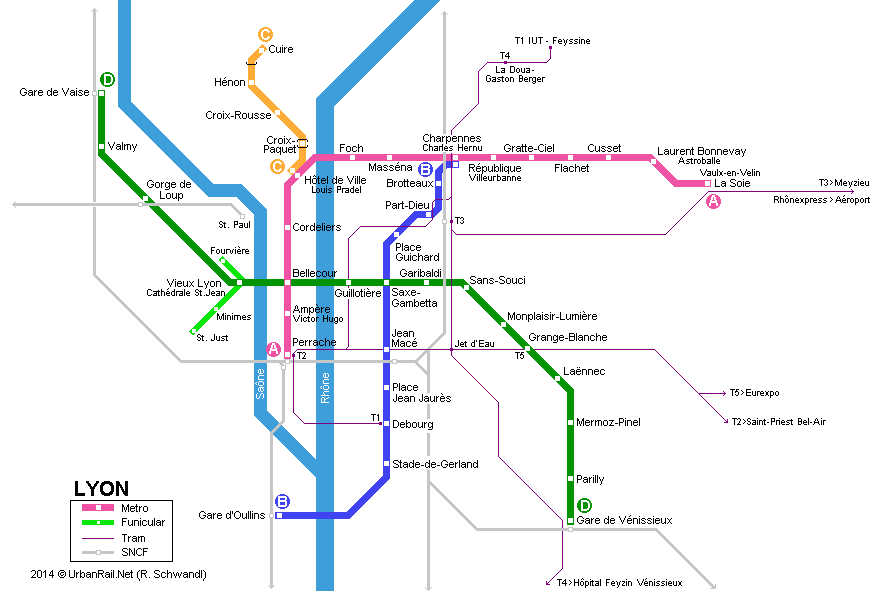 T1 IUT - Feyssine
T4
La Doua-
Gaston Berger
C
Cuire
Hénon
Croix-Rousse
Croix-
Paquet
C
Hôtel de Ville
Louis Pradel
D
Gare de Vaise
Valmy
Gorge de
Loup
St. Paul
Fourvière
Vieux Lyon
Cathédrale St.Jean
Minimes
St. Just
Foch
Masséna
Charpennes
Charles Hernu
B
Brotteaux
Part-Dieu
République
Villeurbanne
Gratte-Ciel
Flachet
Cusset
Laurent Bonnevay
Astroballe
Vaulx-en-Velin
La Soie
A
T3>Meyzieu
Rhônexpress>Aéroport
T3
Cordeliers
Place
Guichard
Bellecour
Guillotière
Saxe-
Gambetta
Garibaldi
Sans-Souci
Ampère
Victor Hugo
A
Perrache
T2
Jean
Macé
Jet d'Eau
Monplaisir-Lumière
Grange-Blanche
T5
Laënnec
Saône
Rhône
Place
Jean Jaurès
T1
Debourg
T5>Eurexpo
T2>Saint-Priest Bel-Air
Mermoz-Pinel
Stade-de-Gerland
Parilly
B
Gare d'Oullins
D
Gare de Vénissieux
T4>Hôpital Feyzin Vénissieux
LYON
Metro
Funicular
Tram
SNCF
2014 © UrbanRail.Net (R. Schwandl)